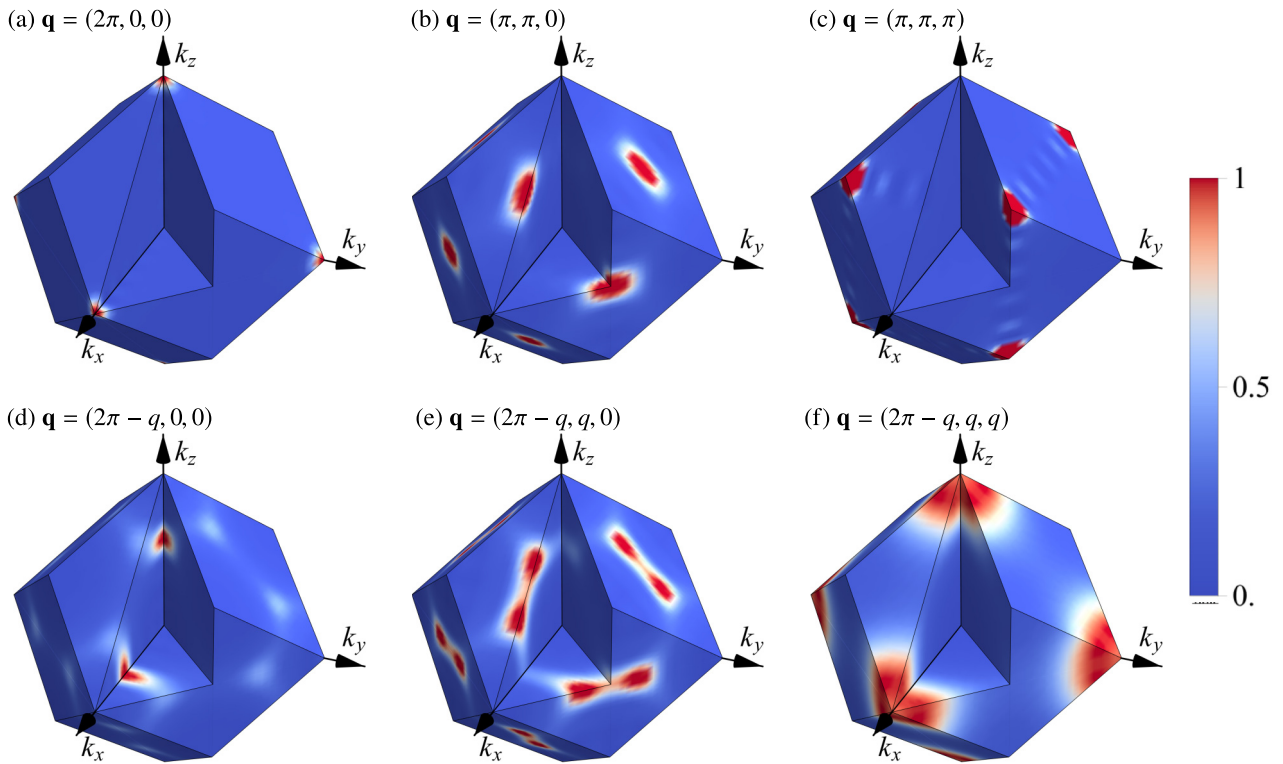 (a) q = (2π, 0, 0)
(b) q = (π, π, 0)
(c) q = (π, π, π)
k_z
k_z
k_z
k_y
k_y
k_y
k_x
k_x
k_x
1
0.5
0.
(d) q = (2π − q, 0, 0)
(e) q = (2π − q, q, 0)
(f) q = (2π − q, q, q)
k_z
k_z
k_z
k_y
k_y
k_y
k_x
k_x
k_x